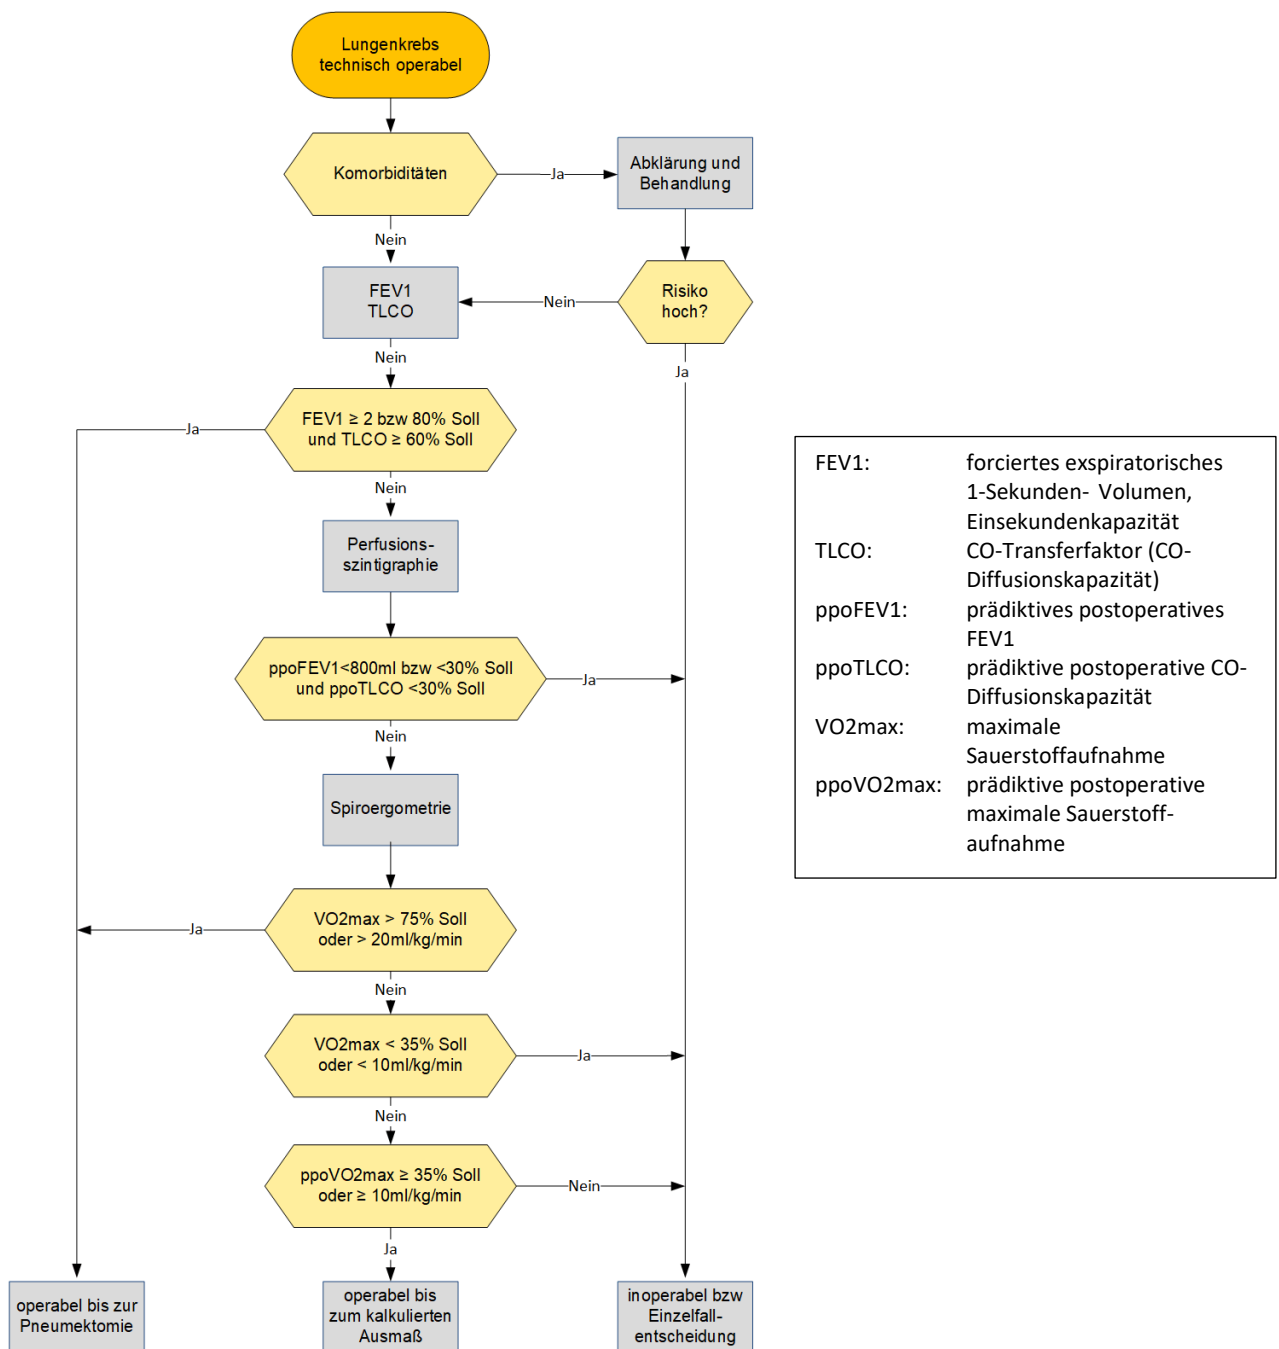 Lungenkrebs
technisch operabel
Komorbiditäten
Ja
Abklärung und
Behandlung
Nein
FEV1
TLCO
Nein
Risiko
hoch?
Nein
Ja
FEV1 ≥ 2 bzw 80% Soll
und TLCO ≥ 60% Soll
Ja
Nein
Perfusions-
szintigraphie
ppoFEV1<800ml bzw <30% Soll
und ppoTLCO <30% Soll
Ja
Nein
Spiroergometrie
VO2max > 75% Soll
oder > 20ml/kg/min
Ja
Nein
VO2max < 35% Soll
oder < 10ml/kg/min
Ja
Nein
ppoVO2max ≥ 35% Soll
oder ≥ 10ml/kg/min
Nein
Ja
operabel bis zur
Pneumektomie
operabel bis
zum kalkulierten
Ausmaß
inoperabel bzw
Einzelfall-
entscheidung
FEV1: forciertes exspiratorisches
1-Sekunden- Volumen,
Einsekundenkapazität
TLCO: CO-Transferfaktor (CO-
Diffusionskapazität)
ppoFEV1: prädiktives postoperatives
FEV1
ppoTLCO: prädiktive postoperative CO-
Diffusionskapazität
VO2max: maximale
Sauerstoffaufnahme
ppoVO2max: prädiktive postoperative
maximale Sauerstoff-
aufnahme